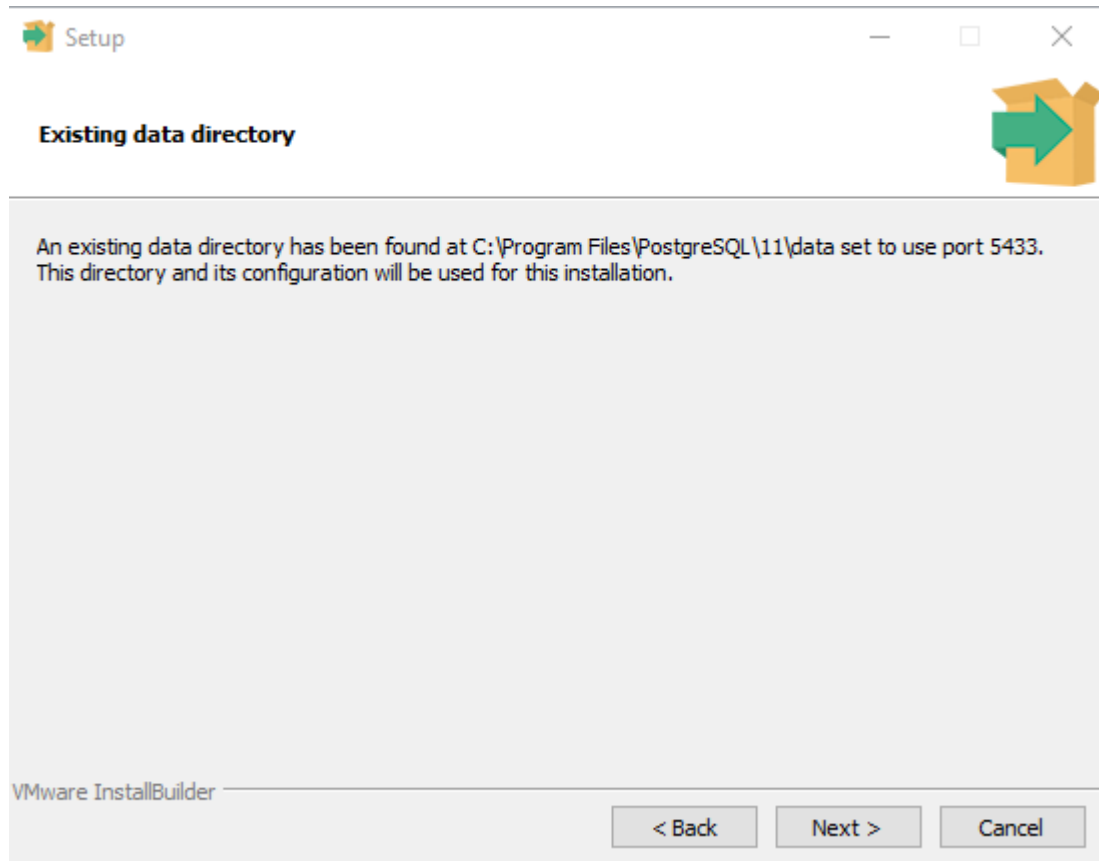 Setup
Existing data directory
An existing data directory has been found at C:\Program Files\PostgreSQL\11\data set to use port 5433.
This directory and its configuration will be used for this installation.
VMware InstallBuilder
< Back Next > Cancel